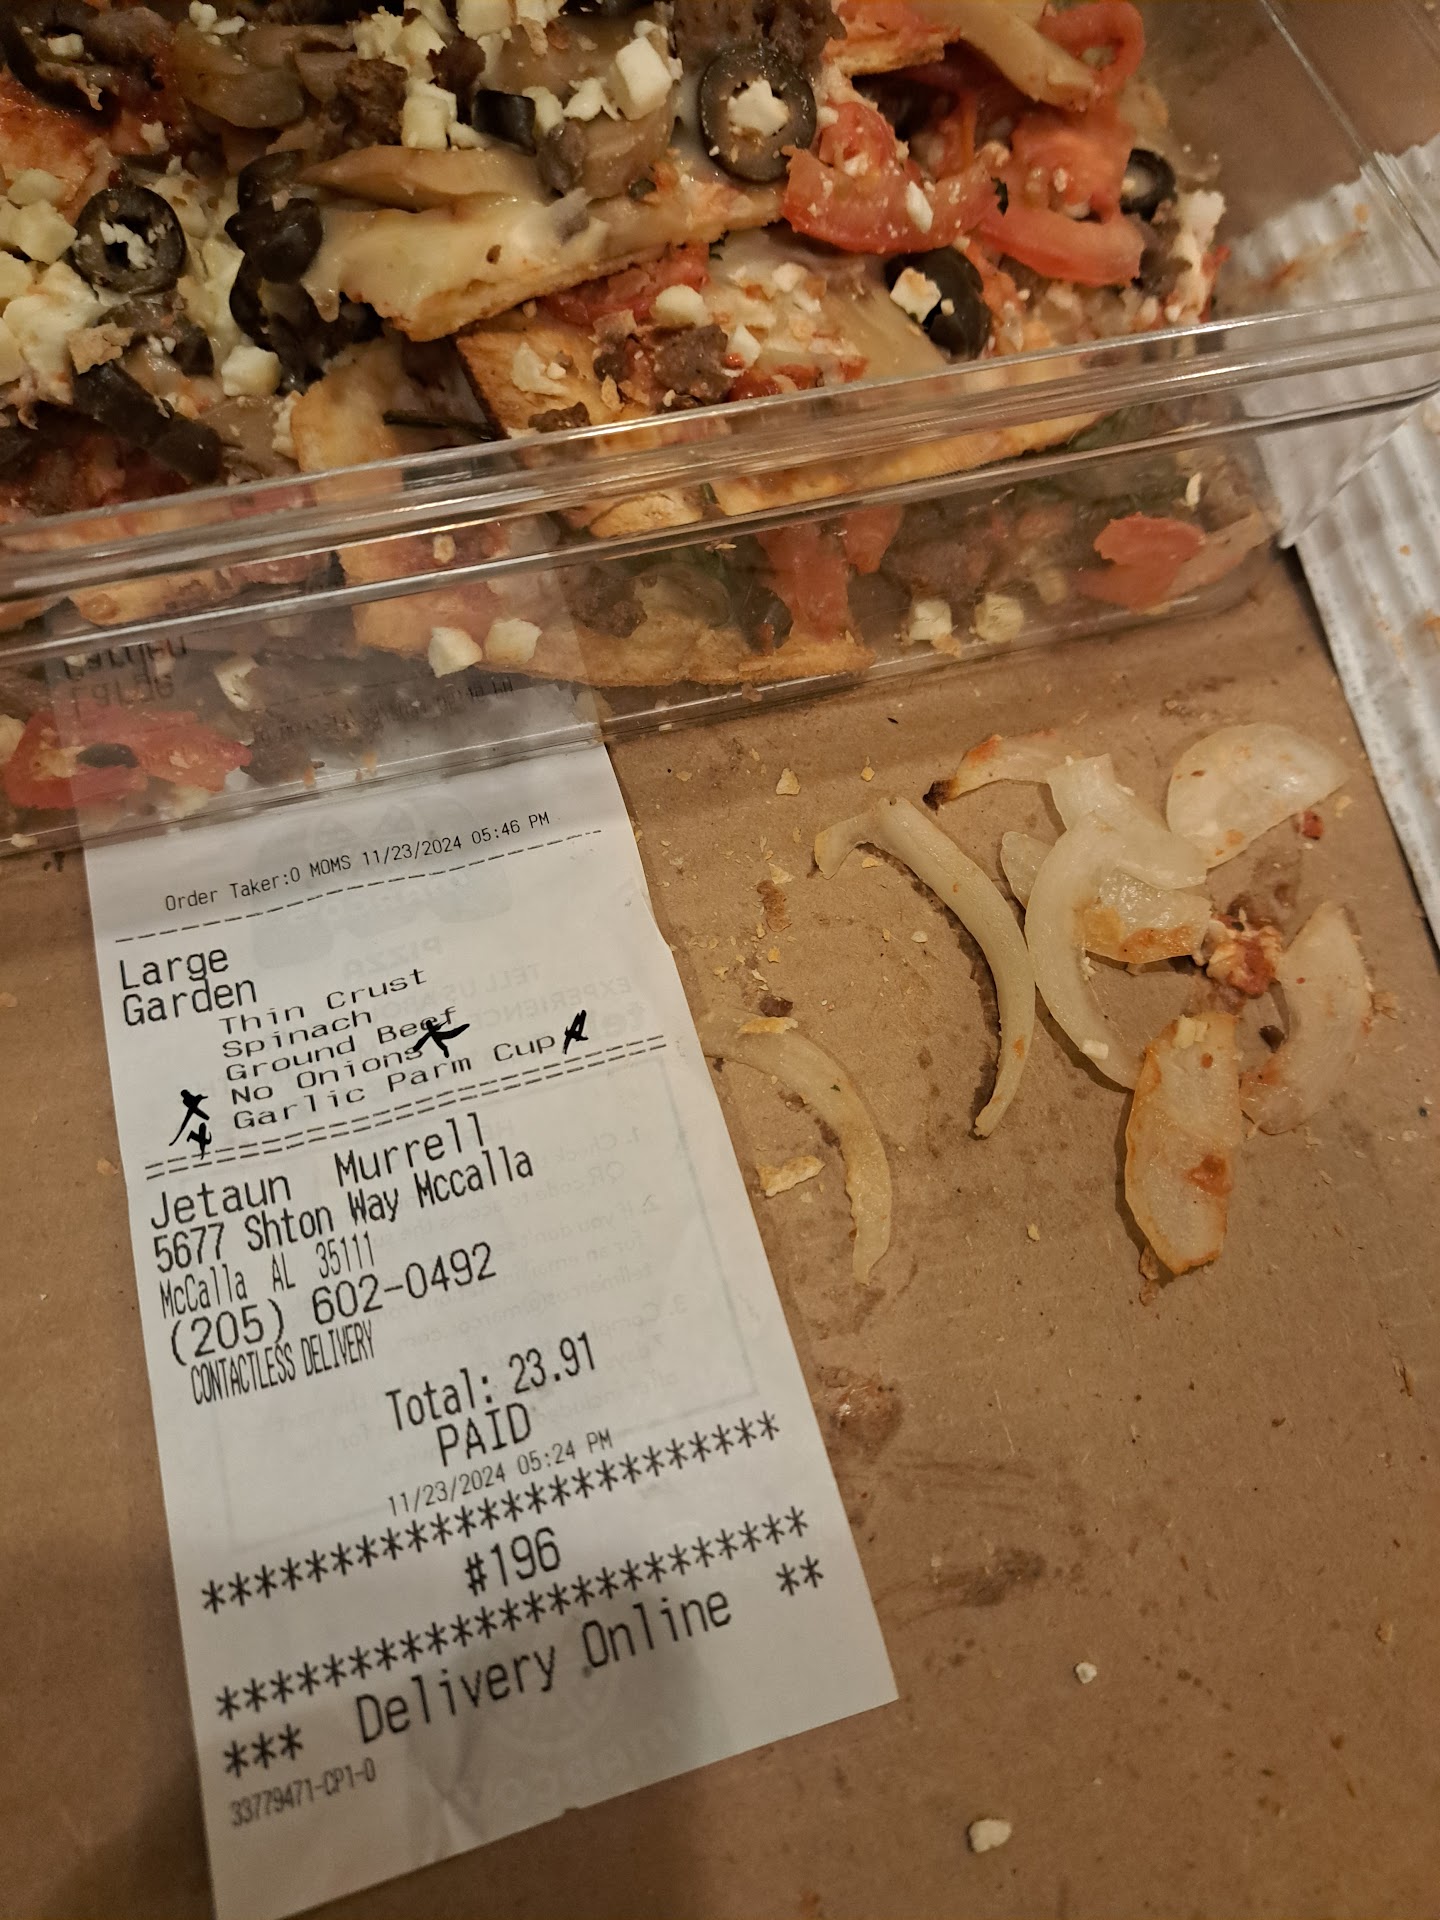 Order Taker:0 MOMS 11/23/2024 05:46 PM
Large
Garden
Thin Crust
Spinach
Ground Beef
No Onions
Garlic Parm Cup
Jetaun Murrell
5677 Shton Way Mccalla
McCalla AL 35111
(205) 602-0492
CONTACTLESS DELIVERY
Total: 23.91
PAID
11/23/2024 05:24 PM
**********************
#196
**********************
*** Delivery Online **
33779471-CP1-0